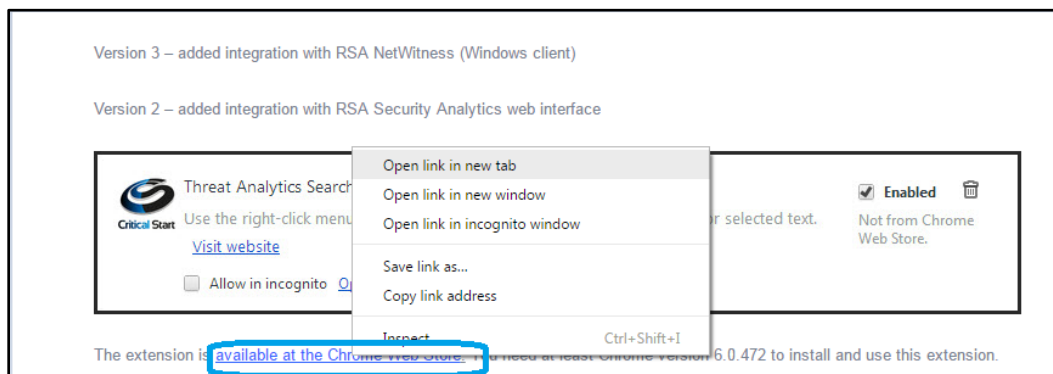 Version 3 – added integration with RSA NetWitness (Windows client)
Version 2 – added integration with RSA Security Analytics web interface
Open link in new tab
Threat Analytics Search
Open link in new window
Enabled
Critical Start
Use the right-click menu
Open link in incognito window
or selected text.
Not from Chrome
Web Store.
Visit website
Save link as...
Allow in incognito
Copy link address
Inspect Ctrl+Shift+I
The extension is available at the Chrome Web Store. You need at least Chrome version 6.0.472 to install and use this extension.